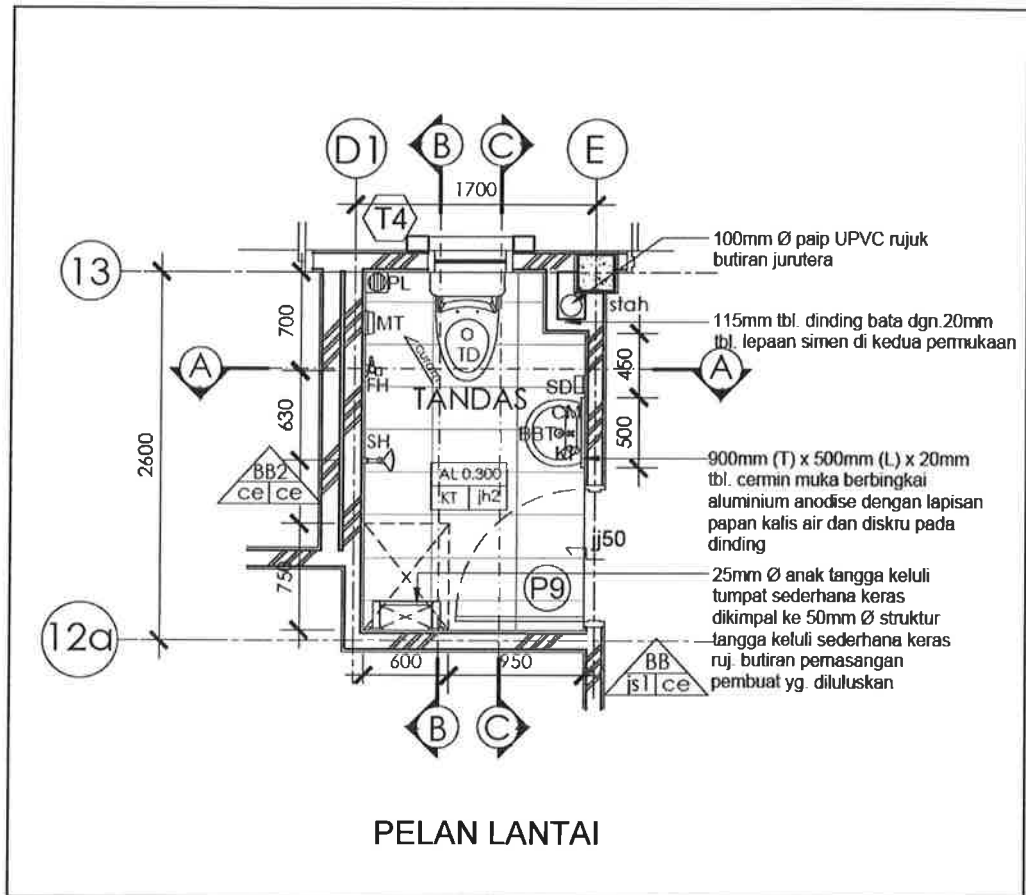 D1
B
C
E
1700
T4
13
PL
stah
100mm Ø paip UPVC rujuk
butiran jurutera
700
MT
O
TD
115mm tbl. dinding bata dgn.20mm
tbl. lepaan simen di kedua permukaan
A
FH
curam
TANDAS
SD
450
A
CM
BBT
KT
500
630
2600
SH
BB2
ce ce
AL 0.300
KT jh2
900mm (T) x 500mm (L) x 20mm
tbl. cermin muka berbingkai
aluminium anodise dengan lapisan
papan kalis air dan diskru pada
dinding
jj50
750
P9
25mm Ø anak tangga keluli
tumpat sederhana keras
dikimpal ke 50mm Ø struktur
tangga keluli sederhana keras
ruj. butiran pemasangan
pembuat yg. diluluskan
12a
600
950
BB
js1 ce
B
C
PELAN LANTAI